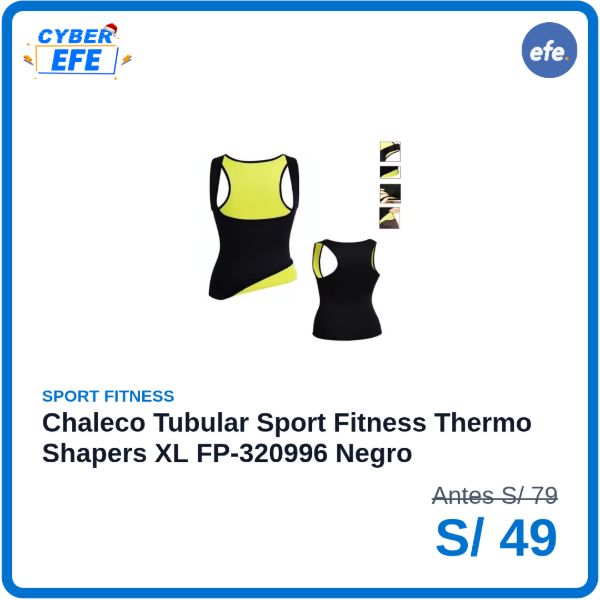 CYBER
EFE
efe.
SPORT FITNESS
Chaleco Tubular Sport Fitness Thermo
Shapers XL FP-320996 Negro
Antes S/ 79
S/ 49